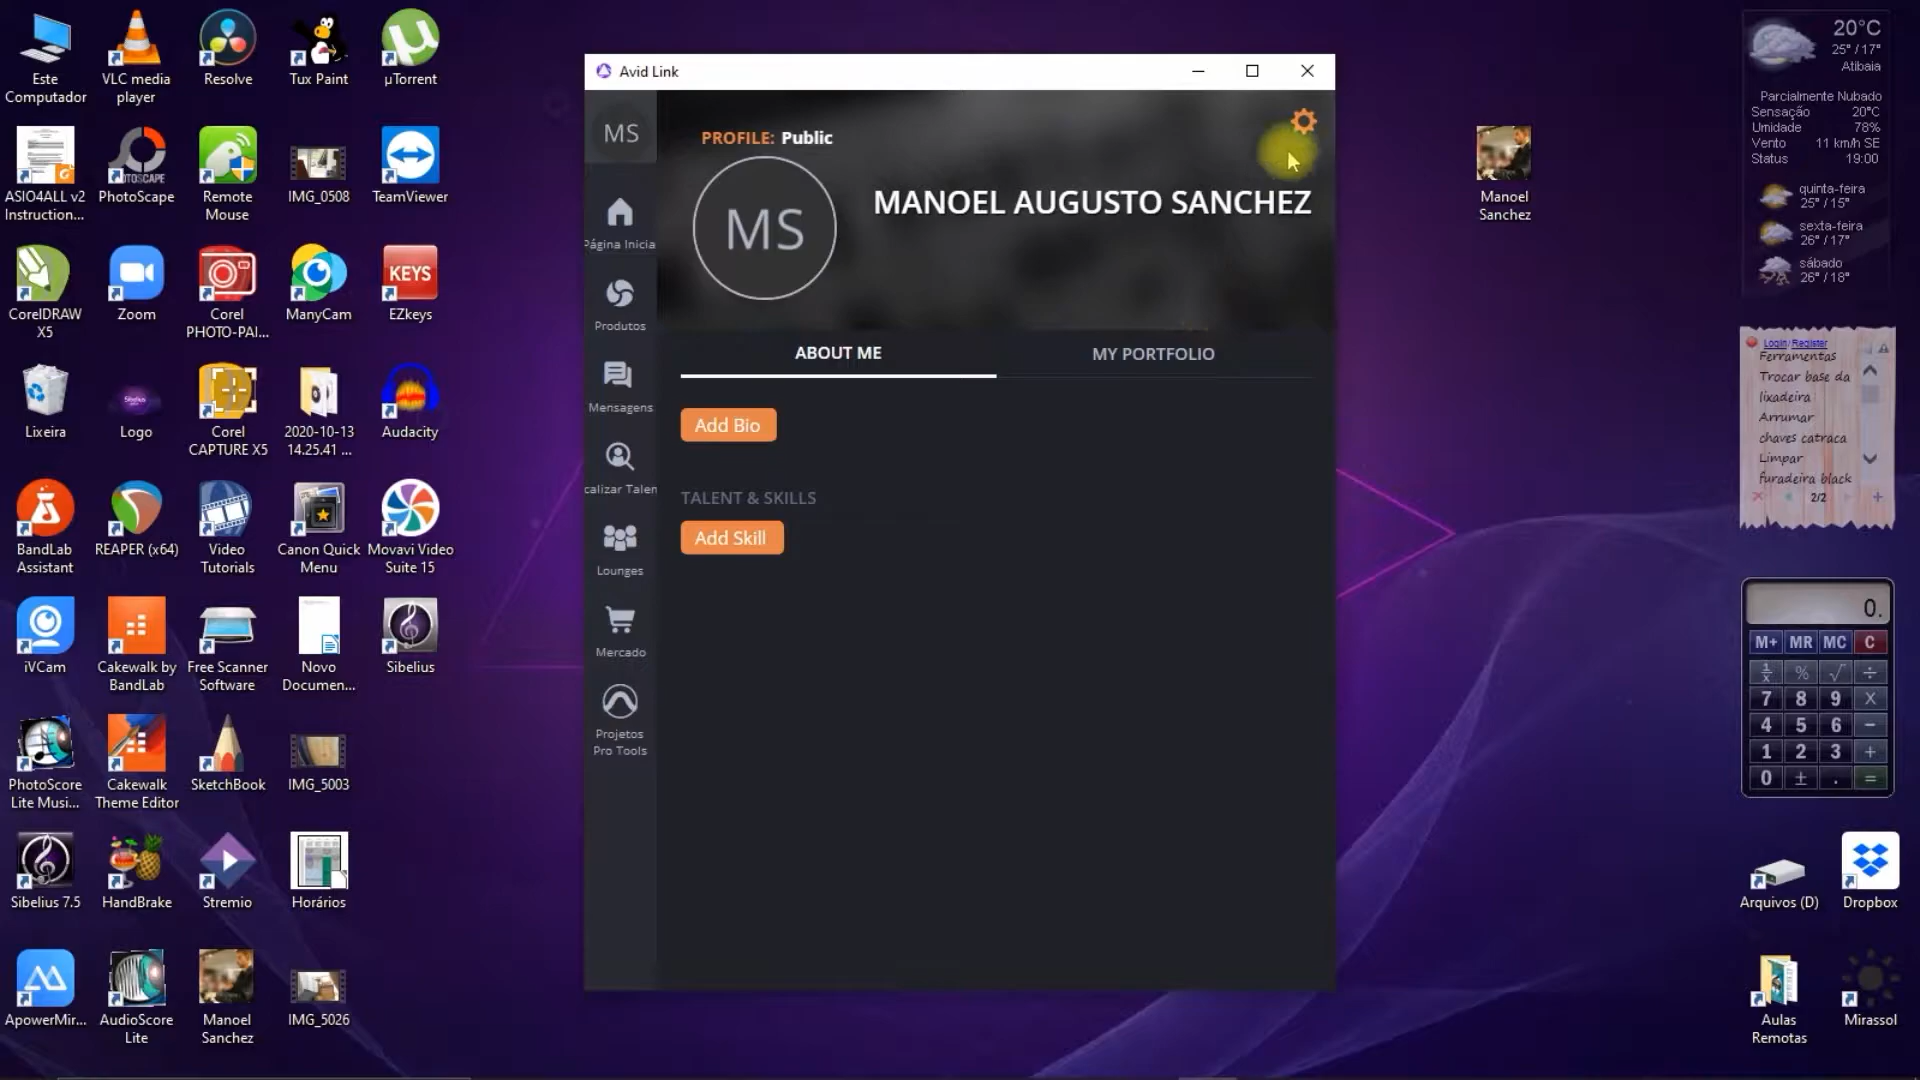 Este
Computador
VLC media
player
Resolve
Tux Paint
µTorrent
ASIO4ALL v2
Instruction...
PHOTOSCAPE
PhotoScape
Remote
Mouse
IMG_0508
TeamViewer
CorelDRAW
X5
Zoom
Corel
PHOTO-PAI...
ManyCam
KEYS
EZkeys
Lixeira
Sibelius
Logo
Corel
CAPTURE X5
2020-10-13
14.25.41 ...
Audacity
BandLab
Assistant
REAPER (x64)
Video
Tutorials
Canon Quick
Menu
Movavi Video
Suite 15
iVCam
Cakewalk by
BandLab
Free Scanner
Software
Novo
Documen...
Sibelius
PhotoScore
Lite Musi...
Cakewalk
Theme Editor
SketchBook
IMG_5003
Sibelius 7.5
HandBrake
Stremio
Horários
ApowerMir...
AudioScore
Lite
Manoel
Sanchez
IMG_5026
Avid Link
MS
Página Inicia
Produtos
Mensagens
calizar Talen
Lounges
Mercado
Projetos
Pro Tools
PROFILE: Public
MS
MANOEL AUGUSTO SANCHEZ
ABOUT ME
MY PORTFOLIO
Add Bio
TALENT & SKILLS
Add Skill
Manoel
Sanchez
20°C
25° / 17°
Atibaia
Parcialmente Nubado
Sensação 20°C
Umidade 78%
Vento 11 km/h SE
Status 19:00
quinta-feira
25° / 15°
sexta-feira
26° / 17°
sábado
26° / 18°
Login/Register
Ferramentas
Trocar base da
lixadeira
Arrumar
chaves catraca
Limpar
furadeira black
2/2
0.
M+ MR MC C
1/x % √ ÷
7 8 9 X
4 5 6 −
1 2 3 +
0 ± . =
Arquivos (D)
Dropbox
Aulas
Remotas
Mirassol